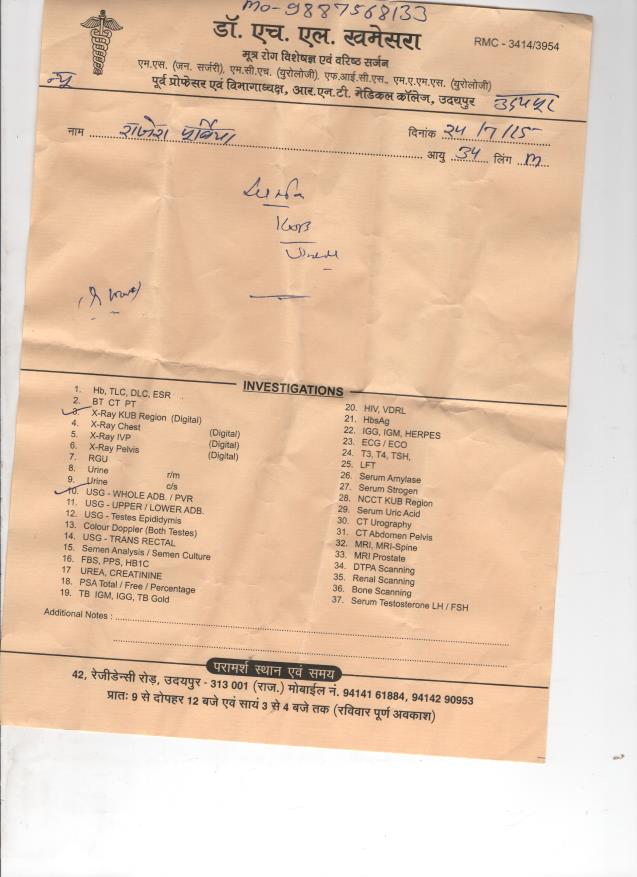 Mo-9887568133
डॉ. एच. एल. खमेसरा
RMC - 3414/3954
मूत्र रोग विशेषज्ञ एवं वरिष्ठ सर्जन
एम.एस. (जन. सर्जरी), एम.सी.एच. (यूरोलोजी), एफ.आई.सी.एस., एम.ए.एम.एस. (यूरोलोजी)
पूर्व प्रोफेसर एवं विभागाध्यक्ष, आर.एन.टी. मेडिकल कॉलेज, उदयपुर
न्यू
उदयपुर
नाम राजेश पूर्बिया दिनांक 24/7/15
आयु 34 लिंग m
KUB
INVESTIGATIONS
1. Hb, TLC, DLC, ESR
2. BT CT PT
3. X-Ray KUB Region (Digital)
4. X-Ray Chest (Digital)
5. X-Ray IVP (Digital)
6. X-Ray Pelvis (Digital)
7. RGU
8. Urine r/m
9. Urine c/s
10. USG - WHOLE ADB. / PVR
11. USG - UPPER / LOWER ADB.
12. USG - Testes Epididymis
13. Colour Doppler (Both Testes)
14. USG - TRANS RECTAL
15. Semen Analysis / Semen Culture
16. FBS, PPS, HB1C
17 UREA, CREATININE
18. PSA Total / Free / Percentage
19. TB IGM, IGG, TB Gold
20. HIV, VDRL
21. HbsAg
22. IGG, IGM, HERPES
23. ECG / ECO
24. T3, T4, TSH,
25. LFT
26. Serum Amylase
27. Serum Strogen
28. NCCT KUB Region
29. Serum Uric Acid
30. CT Urography
31. CT Abdomen Pelvis
32. MRI, MRI-Spine
33. MRI Prostate
34. DTPA Scanning
35. Renal Scanning
36. Bone Scanning
37. Serum Testosterone LH / FSH
Additional Notes :
परामर्श स्थान एवं समय
42, रेजीडेन्सी रोड़, उदयपुर - 313 001 (राज.) मोबाईल नं. 94141 61884, 94142 90953
प्रातः 9 से दोपहर 12 बजे एवं सायं 3 से 4 बजे तक (रविवार पूर्ण अवकाश)